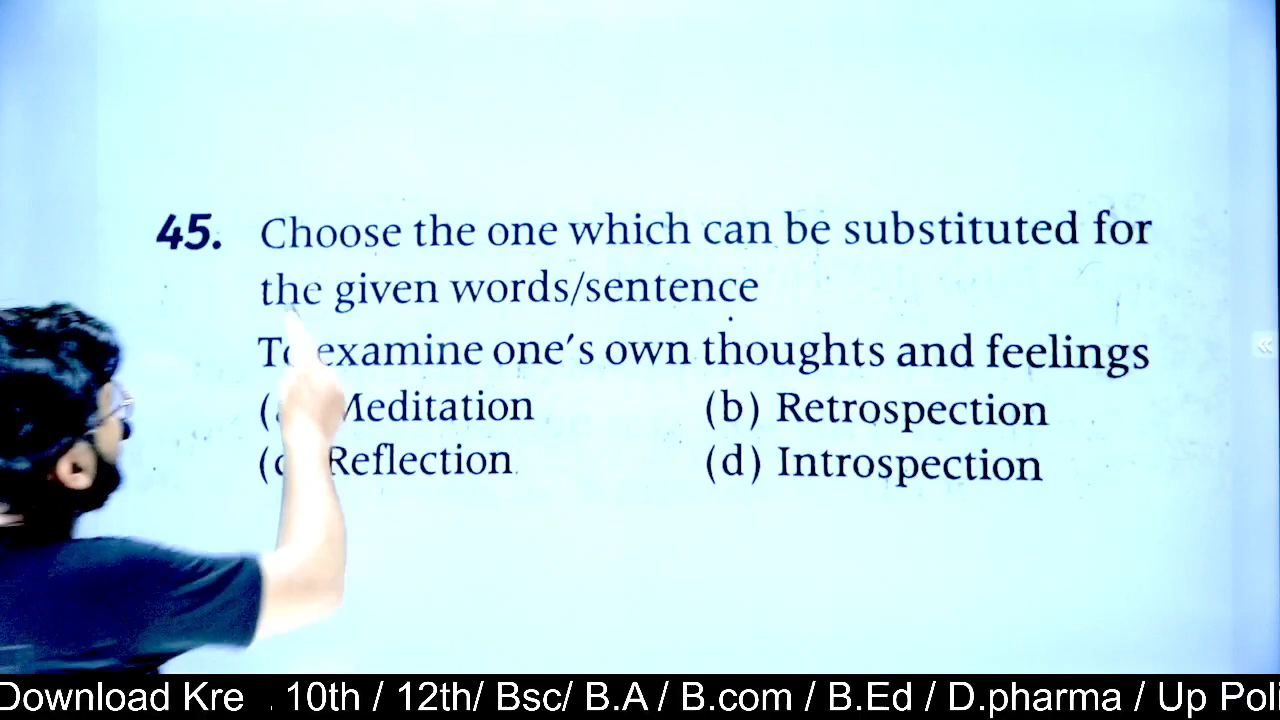 45. Choose the one which can be substituted for
the given words/sentence
To examine one's own thoughts and feelings
Meditation (b) Retrospection
Reflection (d) Introspection
Download Kre . 10th / 12th/ Bsc/ B.A / B.com / B.Ed / D.pharma / Up Poli